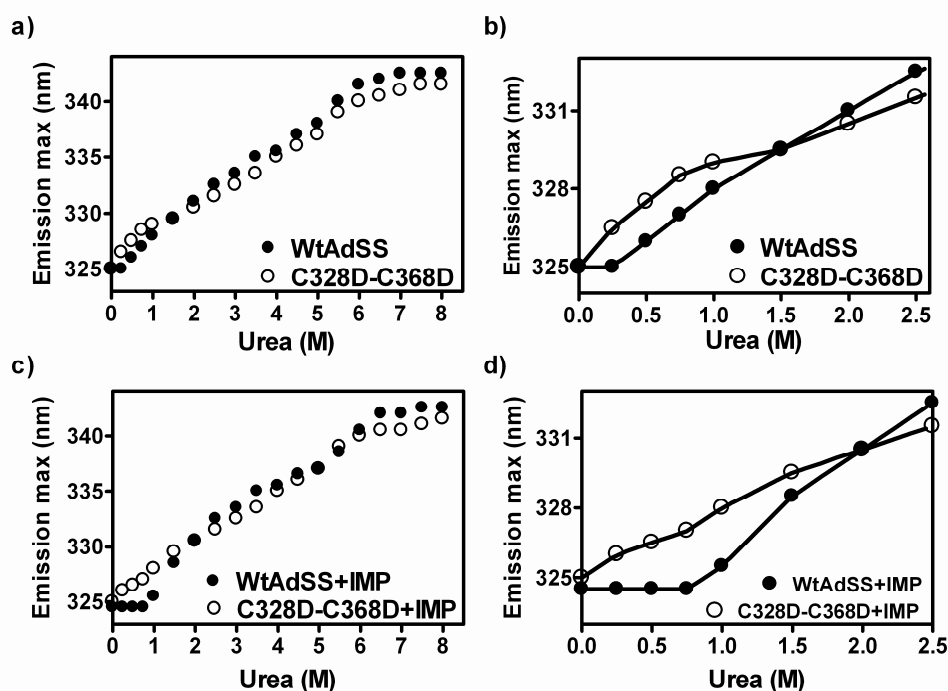 a)
Emission max (nm)
340
335
330
325
WtAdSS
C328D-C368D
0 1 2 3 4 5 6 7 8
Urea (M)
b)
Emission max (nm)
331
328
325
WtAdSS
C328D-C368D
0.0 0.5 1.0 1.5 2.0 2.5
Urea (M)
c)
Emission max (nm)
340
335
330
325
WtAdSS+IMP
C328D-C368D+IMP
0 1 2 3 4 5 6 7 8
Urea (M)
d)
Emission max (nm)
331
328
325
WtAdSS+IMP
C328D-C368D+IMP
0.0 0.5 1.0 1.5 2.0 2.5
Urea (M)